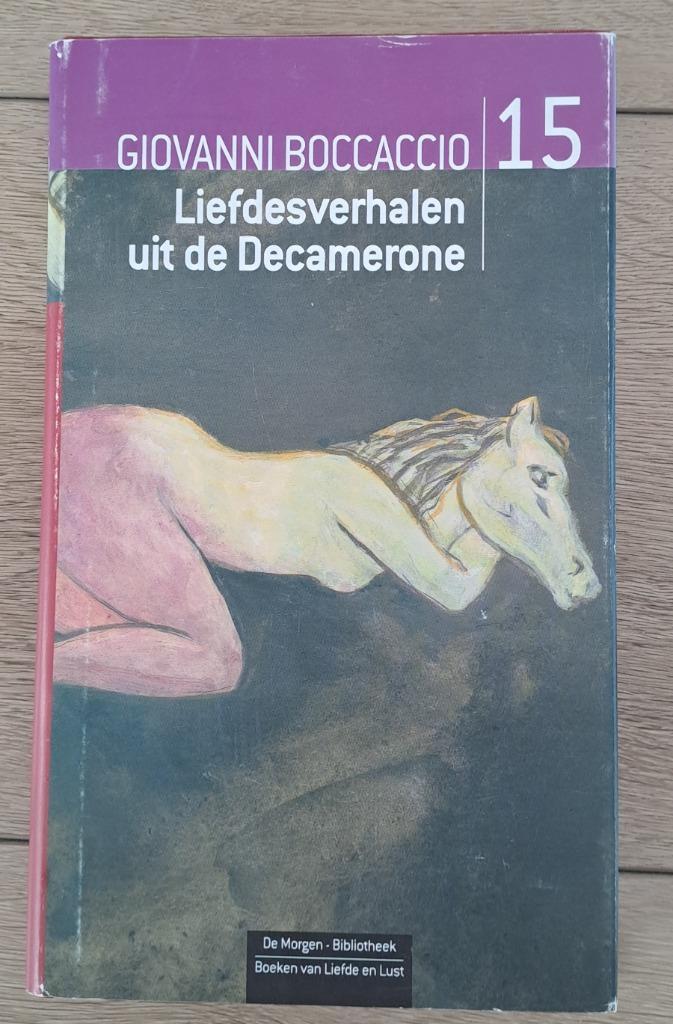 GIOVANNI BOCCACCIO 15
Liefdesverhalen
uit de Decamerone
De Morgen - Bibliotheek
Boeken van Liefde en Lust